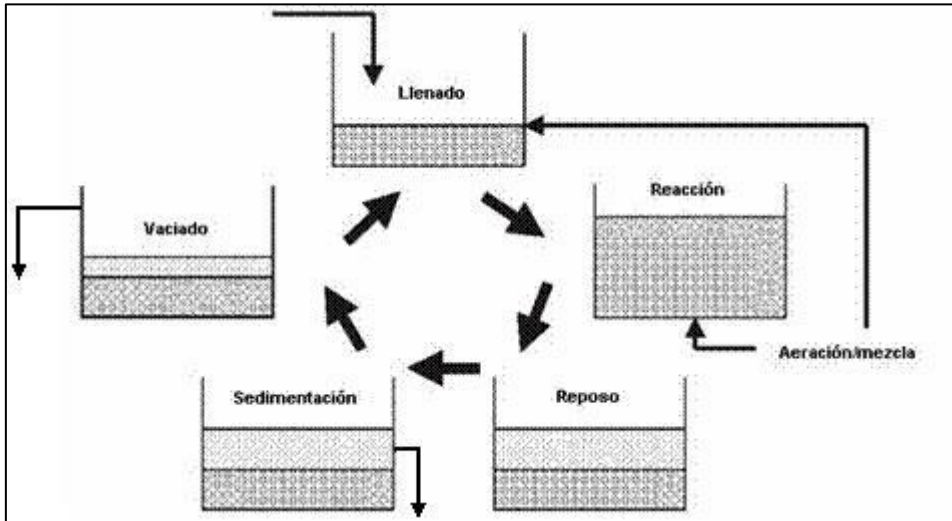 Llenado
Reacción
Aeración/mezcla
Reposo
Sedimentación
Vaciado